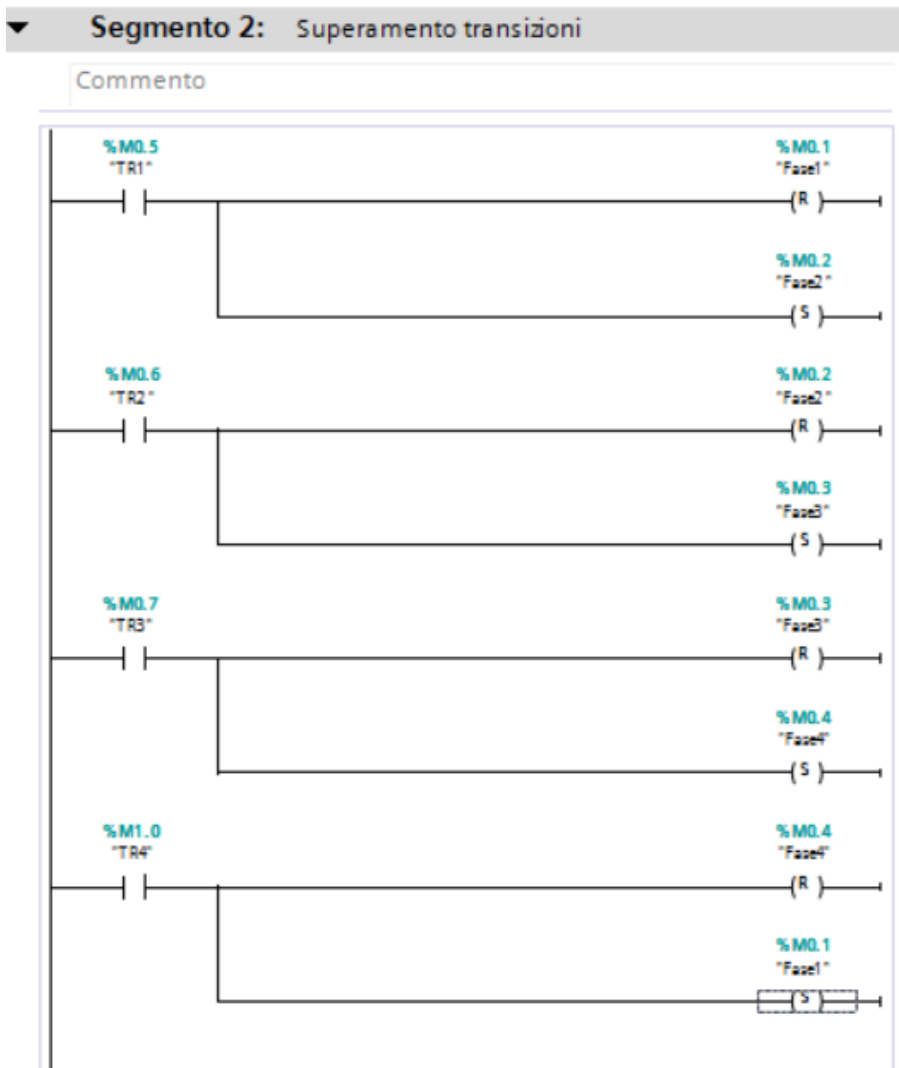 Segmento 2: Superamento transizioni
Commento
%M0.5 %M0.1
"TR1" "Fase1"
R
%M0.2
"Fase2"
S
%M0.6 %M0.2
"TR2" "Fase2"
R
%M0.3
"Fase3"
S
%M0.7 %M0.3
"TR3" "Fase3"
R
%M0.4
"Fase4"
S
%M1.0 %M0.4
"TR4" "Fase4"
R
%M0.1
"Fase1"
S